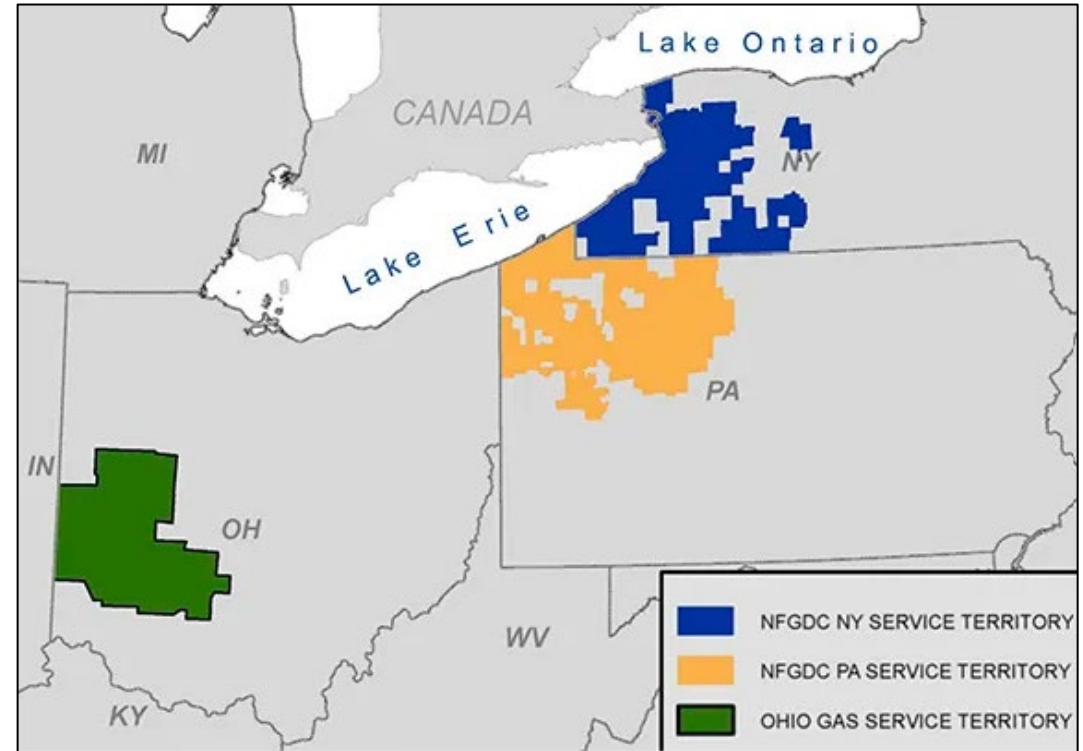 Lake Ontario
CANADA
MI
NY
Lake Erie
PA
IN
OH
WV
KY
NFGDC NY SERVICE TERRITORY
NFGDC PA SERVICE TERRITORY
OHIO GAS SERVICE TERRITORY